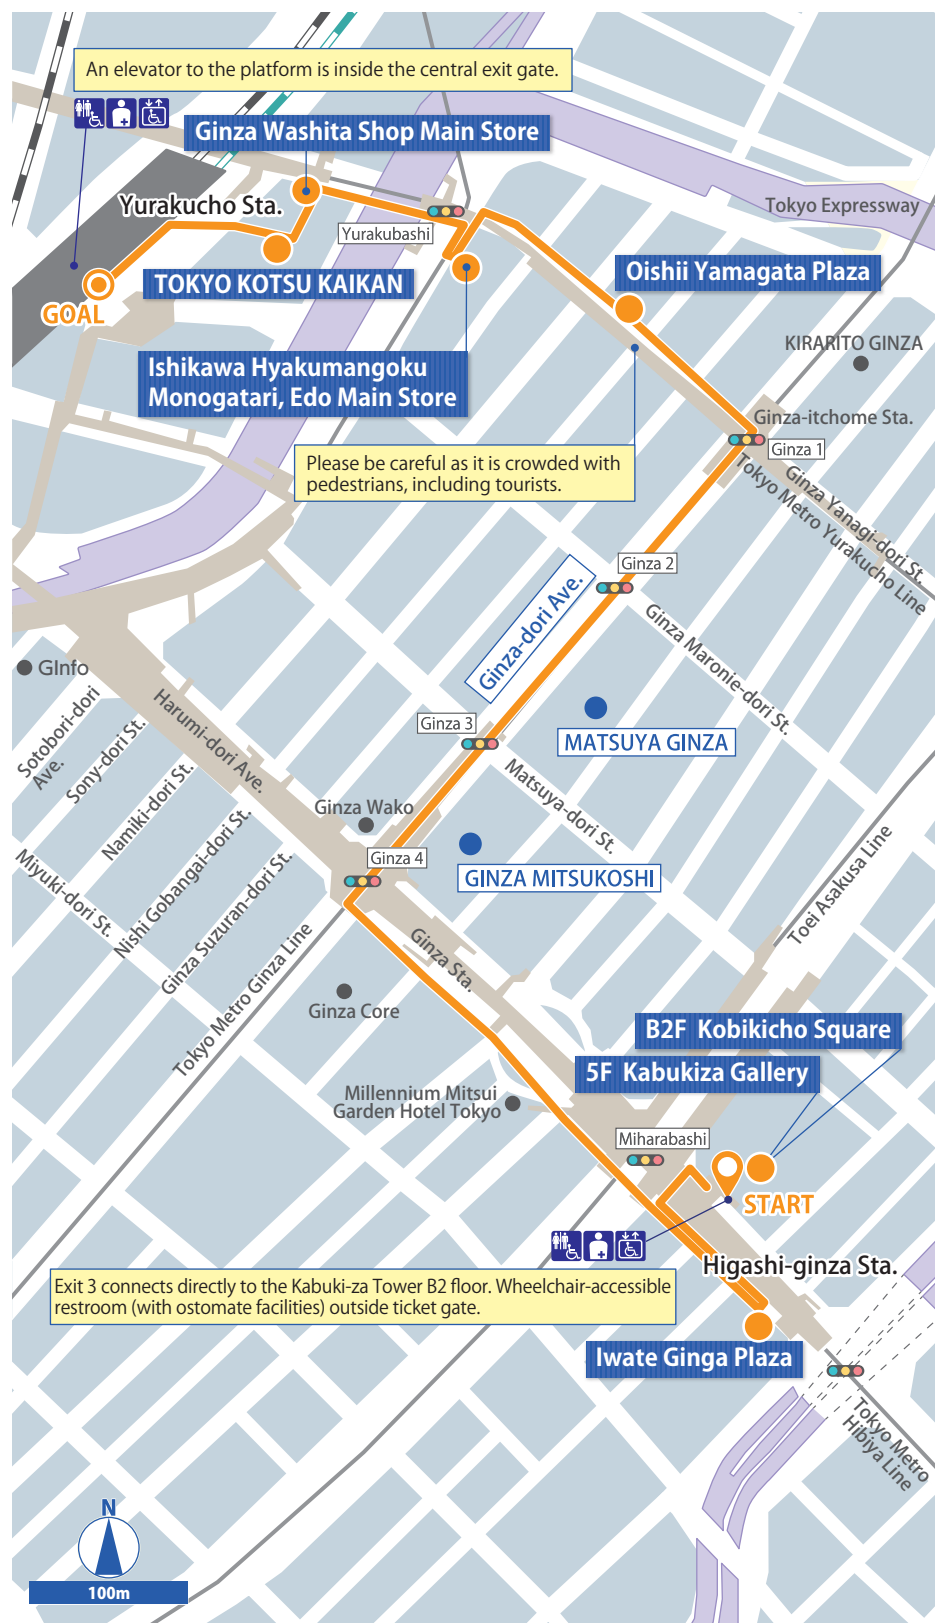 An elevator to the platform is inside the central exit gate.
Ginza Washita Shop Main Store
Yurakucho Sta.
Yurakubashi
Tokyo Expressway
TOKYO KOTSU KAIKAN
GOAL
Oishii Yamagata Plaza
Ishikawa Hyakumangoku
Monogatari, Edo Main Store
KIRARITO GINZA
Ginza-itchome Sta.
Ginza 1
Please be careful as it is crowded with
pedestrians, including tourists.
Ginza Yanagi-dori St.
Tokyo Metro Yurakucho Line
Ginza 2
Ginza-dori Ave.
Ginza Maronie-dori St.
GInfo
Sotobori-dori
Ave.
Sony-dori St.
Harumi-dori Ave.
Namiki-dori St.
Ginza 3
MATSUYA GINZA
Matsuya-dori St.
Ginza Wako
Miyuki-dori St.
Nishi Gobangai-dori St.
Ginza Suzuran-dori St.
Ginza 4
GINZA MITSUKOSHI
Toei Asakusa Line
Tokyo Metro Ginza Line
Ginza Sta.
Ginza Core
B2F Kobikicho Square
5F Kabukiza Gallery
Millennium Mitsui
Garden Hotel Tokyo
Miharabashi
START
Higashi-ginza Sta.
Exit 3 connects directly to the Kabuki-za Tower B2 floor. Wheelchair-accessible
restroom (with ostomate facilities) outside ticket gate.
Iwate Ginga Plaza
Tokyo Metro
Hibiya Line
N
100m